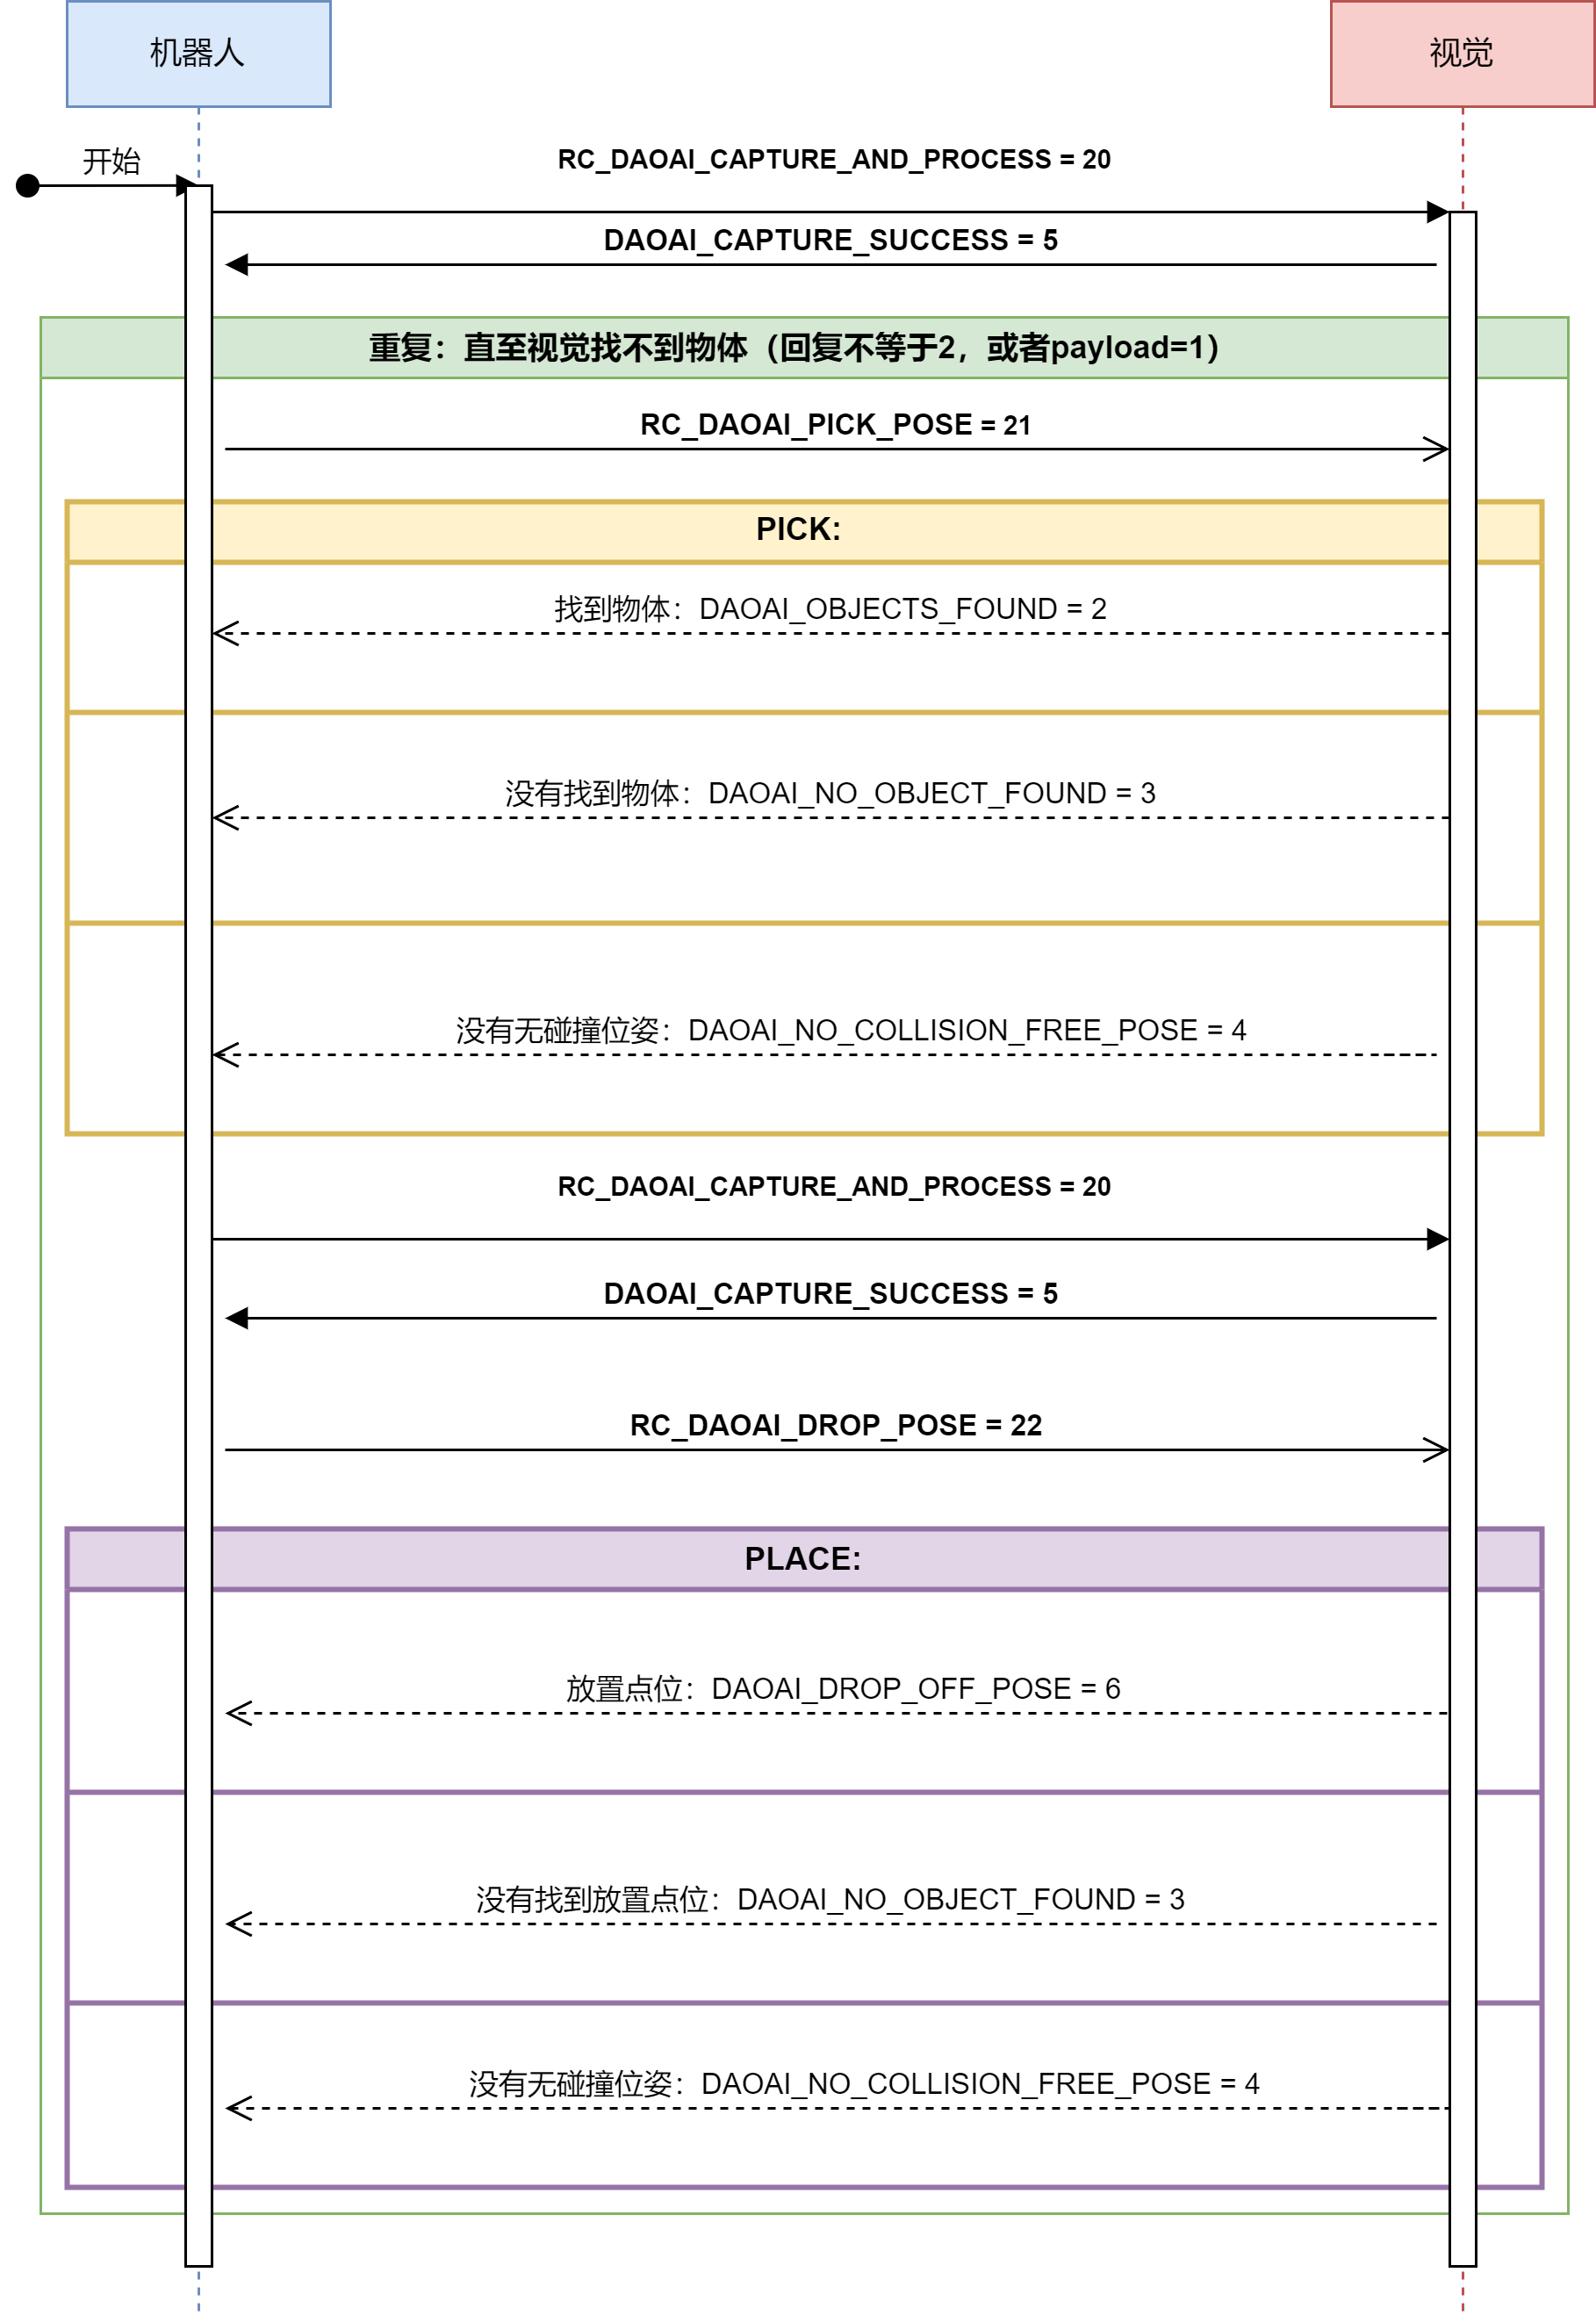 机器人
视觉
开始
RC_DAOAI_CAPTURE_AND_PROCESS = 20
DAOAI_CAPTURE_SUCCESS = 5
重复：直至视觉找不到物体（回复不等于2，或者payload=1）
RC_DAOAI_PICK_POSE = 21
PICK:
找到物体：DAOAI_OBJECTS_FOUND = 2
没有找到物体：DAOAI_NO_OBJECT_FOUND = 3
没有无碰撞位姿：DAOAI_NO_COLLISION_FREE_POSE = 4
RC_DAOAI_CAPTURE_AND_PROCESS = 20
DAOAI_CAPTURE_SUCCESS = 5
RC_DAOAI_DROP_POSE = 22
PLACE:
放置点位：DAOAI_DROP_OFF_POSE = 6
没有找到放置点位：DAOAI_NO_OBJECT_FOUND = 3
没有无碰撞位姿：DAOAI_NO_COLLISION_FREE_POSE = 4